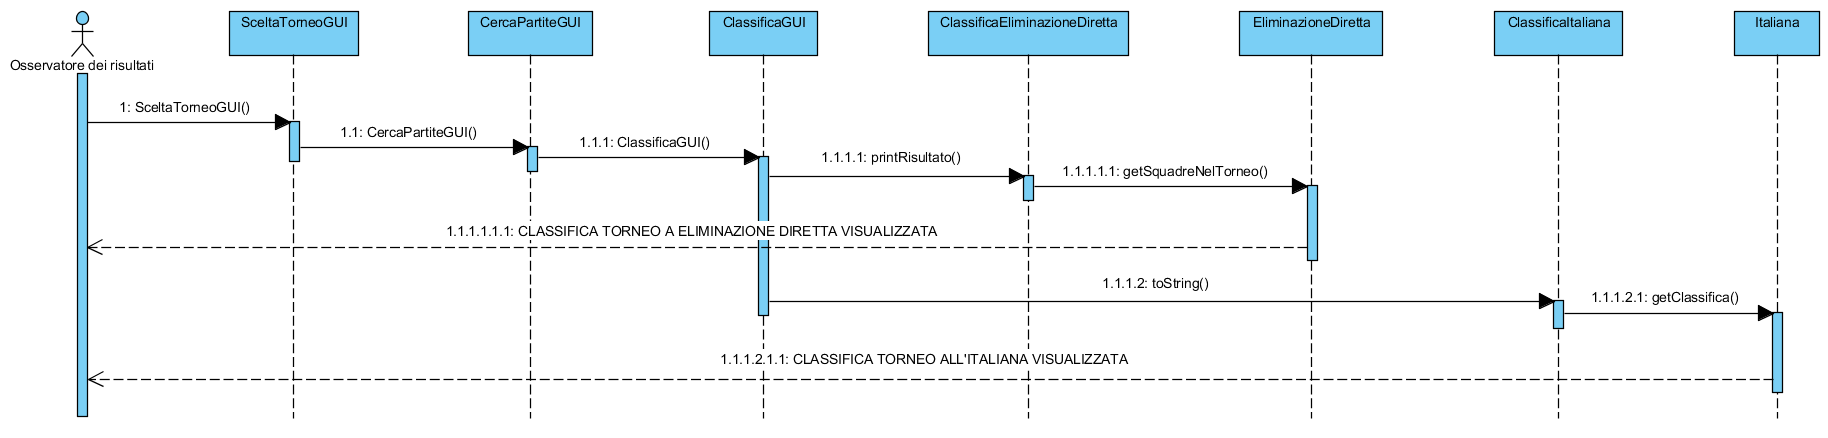 SceltaTorneoGUI
CercaPartiteGUI
ClassificaGUI
ClassificaEliminazioneDiretta
EliminazioneDiretta
ClassificaItaliana
Italiana
Osservatore dei risultati
1: SceltaTorneoGUI()
1.1: CercaPartiteGUI()
1.1.1: ClassificaGUI()
1.1.1.1: printRisultato()
1.1.1.1.1: getSquadreNelTorneo()
1.1.1.1.1.1: CLASSIFICA TORNEO A ELIMINAZIONE DIRETTA VISUALIZZATA
1.1.1.2: toString()
1.1.1.2.1: getClassifica()
1.1.1.2.1.1: CLASSIFICA TORNEO ALL'ITALIANA VISUALIZZATA